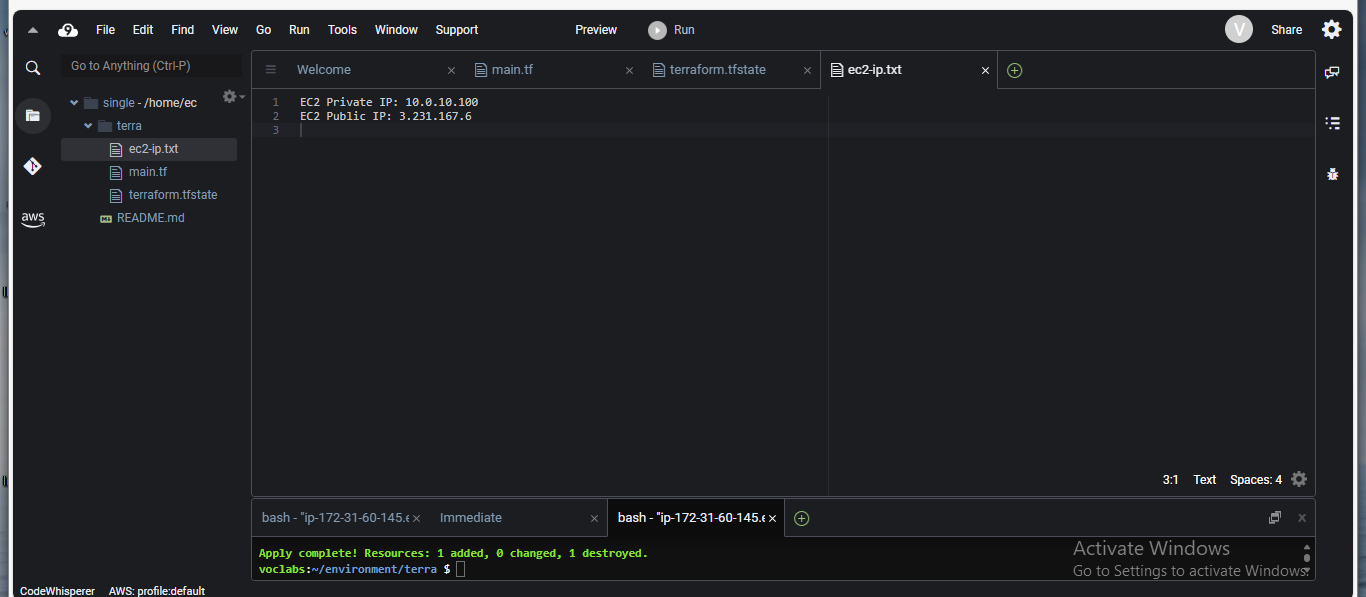 9 File Edit Find View Go Run Tools Window Support Preview Run V Share
Go to Anything (Ctrl-P)
Welcome × main.tf × terraform.tfstate × ec2-ip.txt ×
single - /home/ec
terra
ec2-ip.txt
main.tf
terraform.tfstate
README.md
aws
1 EC2 Private IP: 10.0.10.100
2 EC2 Public IP: 3.231.167.6
3
3:1 Text Spaces: 4
bash - "ip-172-31-60-145.e × Immediate × bash - "ip-172-31-60-145.e ×
Apply complete! Resources: 1 added, 0 changed, 1 destroyed.
voclabs:~/environment/terra $
Activate Windows
Go to Settings to activate Windows.
CodeWhisperer AWS: profile:default